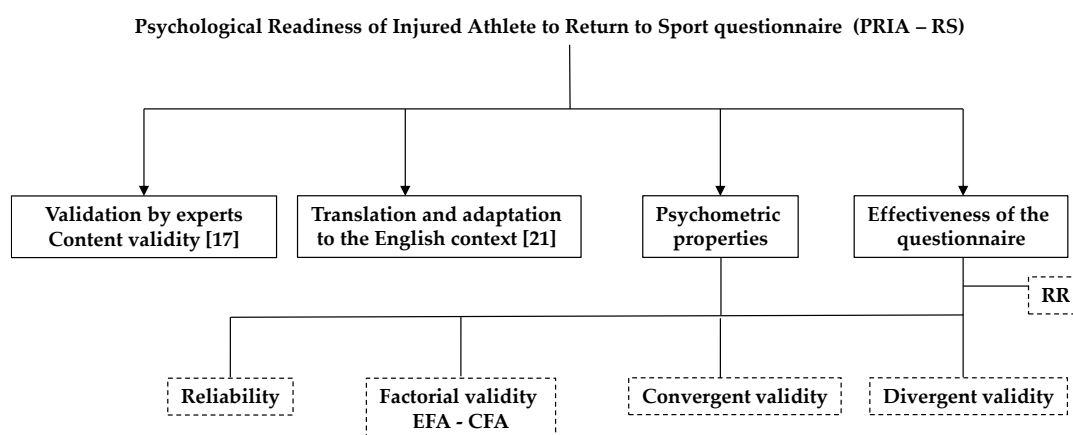 Psychological Readiness of Injured Athlete to Return to Sport questionnaire (PRIA – RS)
Validation by experts
Content validity [17]
Translation and adaptation
to the English context [21]
Psychometric
properties
Effectiveness of the
questionnaire
RR
Reliability
Factorial validity
EFA - CFA
Convergent validity
Divergent validity